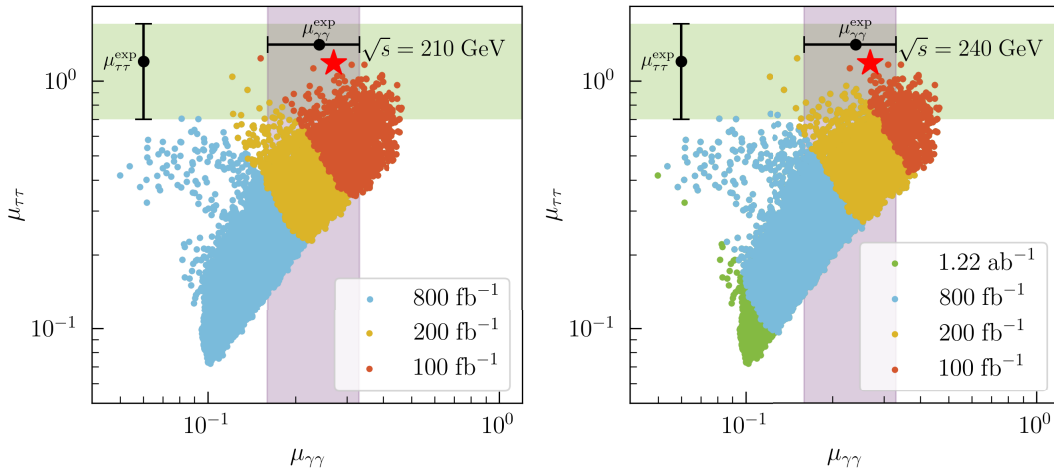 μ_ττ^exp
μ_γγ^exp
√s = 210 GeV
10^0
10^−1
μ_ττ
800 fb^−1
200 fb^−1
100 fb^−1
10^−1
10^0
μ_γγ
μ_ττ^exp
μ_γγ^exp
√s = 240 GeV
10^0
10^−1
μ_ττ
1.22 ab^−1
800 fb^−1
200 fb^−1
100 fb^−1
10^−1
10^0
μ_γγ